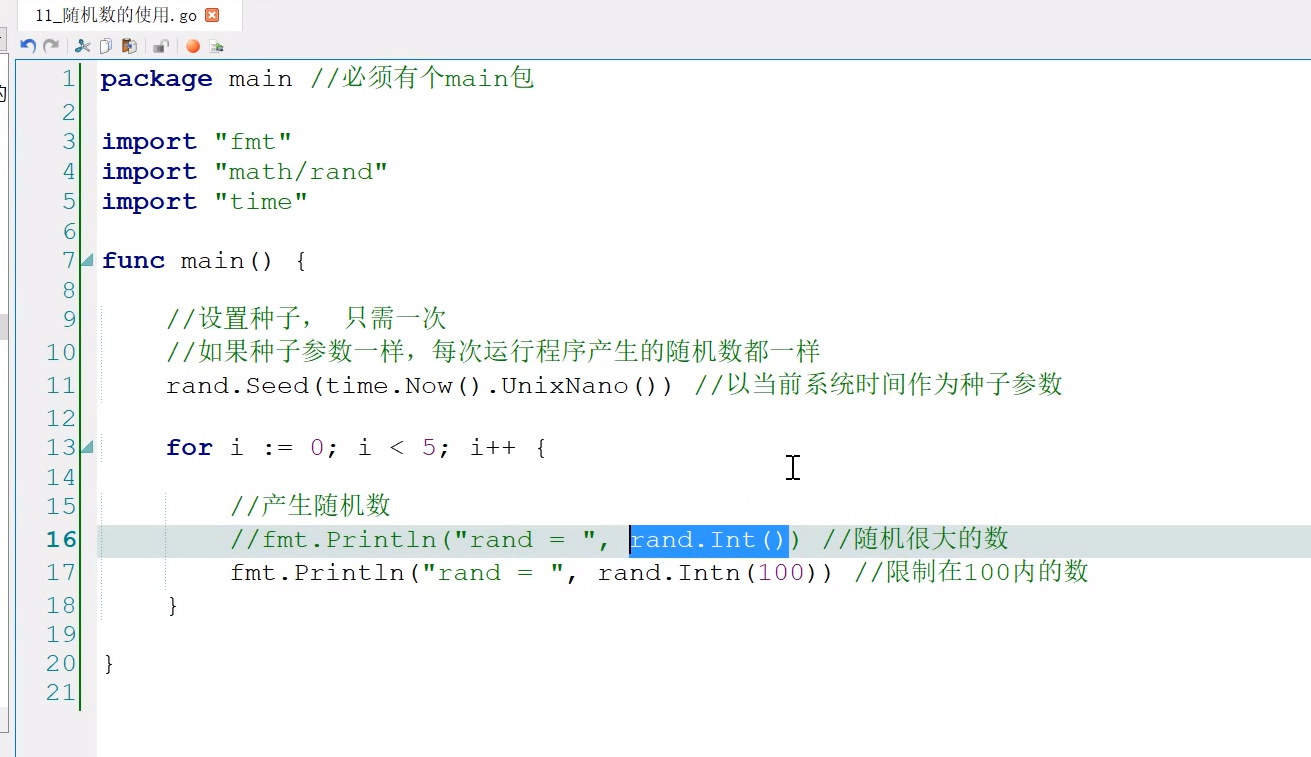 11_随机数的使用.go
1 package main //必须有个main包
2
3 import "fmt"
4 import "math/rand"
5 import "time"
6
7 func main() {
8
9 //设置种子， 只需一次
10 //如果种子参数一样，每次运行程序产生的随机数都一样
11 rand.Seed(time.Now().UnixNano()) //以当前系统时间作为种子参数
12
13 for i := 0; i < 5; i++ {
14
15 //产生随机数
16 //fmt.Println("rand = ", rand.Int()) //随机很大的数
17 fmt.Println("rand = ", rand.Intn(100)) //限制在100内的数
18 }
19
20 }
21